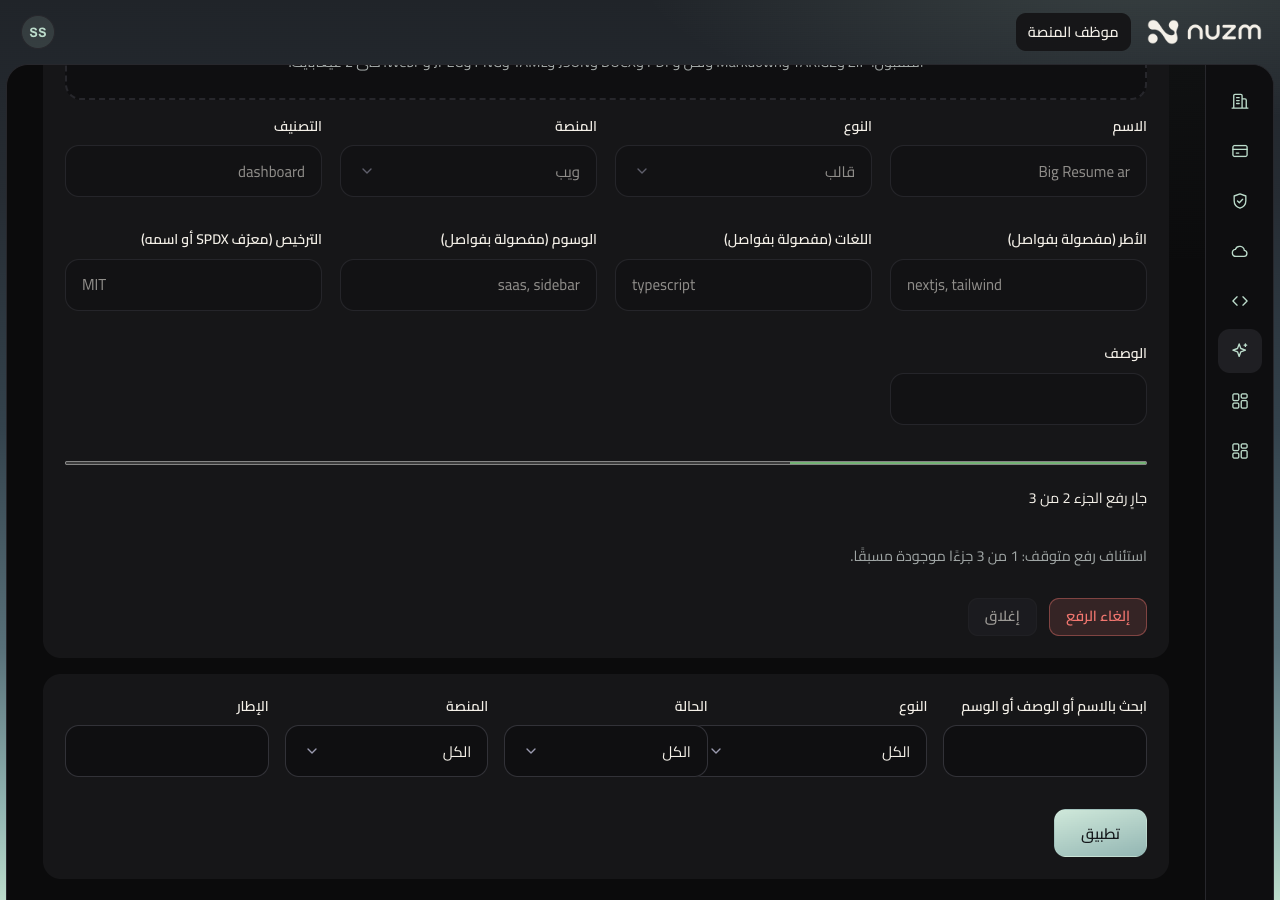 nuzm
موظف المنصة
SS
الاسم
النوع
المنصة
التصنيف
Big Resume ar
قالب
ويب
dashboard
الأطر (مفصولة بفواصل)
اللغات (مفصولة بفواصل)
الوسوم (مفصولة بفواصل)
الترخيص (معرّف SPDX أو اسمه)
nextjs, tailwind
typescript
saas, sidebar
MIT
الوصف
جارٍ رفع الجزء 2 من 3
استئناف رفع متوقف: 1 من 3 جزءًا موجودة مسبقًا.
إلغاء الرفع
إغلاق
ابحث بالاسم أو الوصف أو الوسم
النوع
الحالة
المنصة
الإطار
الكل
الكل
الكل
تطبيق